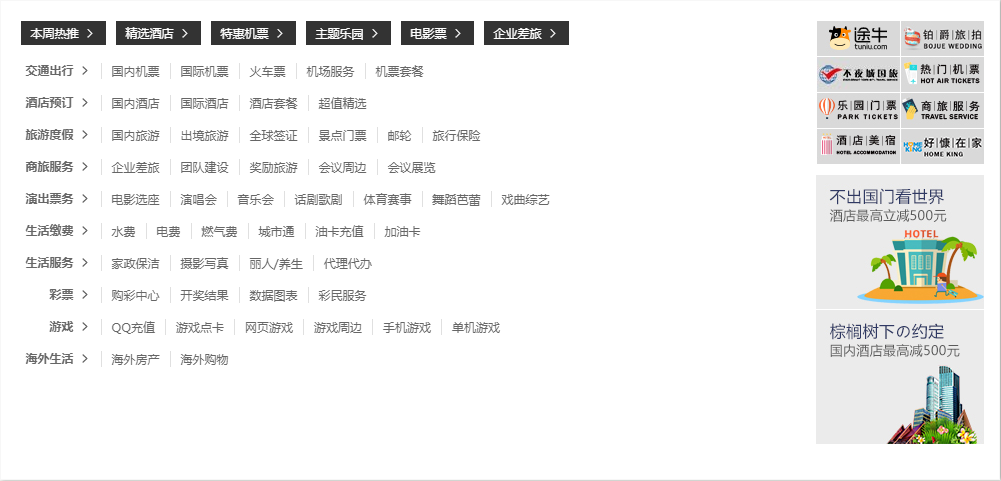 本周热推 精选酒店 特惠机票 主题乐园 电影票 企业差旅
交通出行 国内机票 国际机票 火车票 机场服务 机票套餐
酒店预订 国内酒店 国际酒店 酒店套餐 超值精选
旅游度假 国内旅游 出境旅游 全球签证 景点门票 邮轮 旅行保险
商旅服务 企业差旅 团队建设 奖励旅游 会议周边 会议展览
演出票务 电影选座 演唱会 音乐会 话剧歌剧 体育赛事 舞蹈芭蕾 戏曲综艺
生活缴费 水费 电费 燃气费 城市通 油卡充值 加油卡
生活服务 家政保洁 摄影写真 丽人/养生 代理代办
彩票 购彩中心 开奖结果 数据图表 彩民服务
游戏 QQ充值 游戏点卡 网页游戏 游戏周边 手机游戏 单机游戏
海外生活 海外房产 海外购物
途牛
tuniu.com
铂|爵|旅|拍
BOJUE WEDDING
不夜城国旅
热|门|机|票
HOT AIR TICKETS
乐|园|门|票
PARK TICKETS
商|旅|服|务
TRAVEL SERVICE
酒|店|美|宿
HOTEL ACCOMMODATION
HOME KING
好|慷|在|家
HOME KING
不出国门看世界
酒店最高立减500元
HOTEL
棕榈树下の约定
国内酒店最高减500元